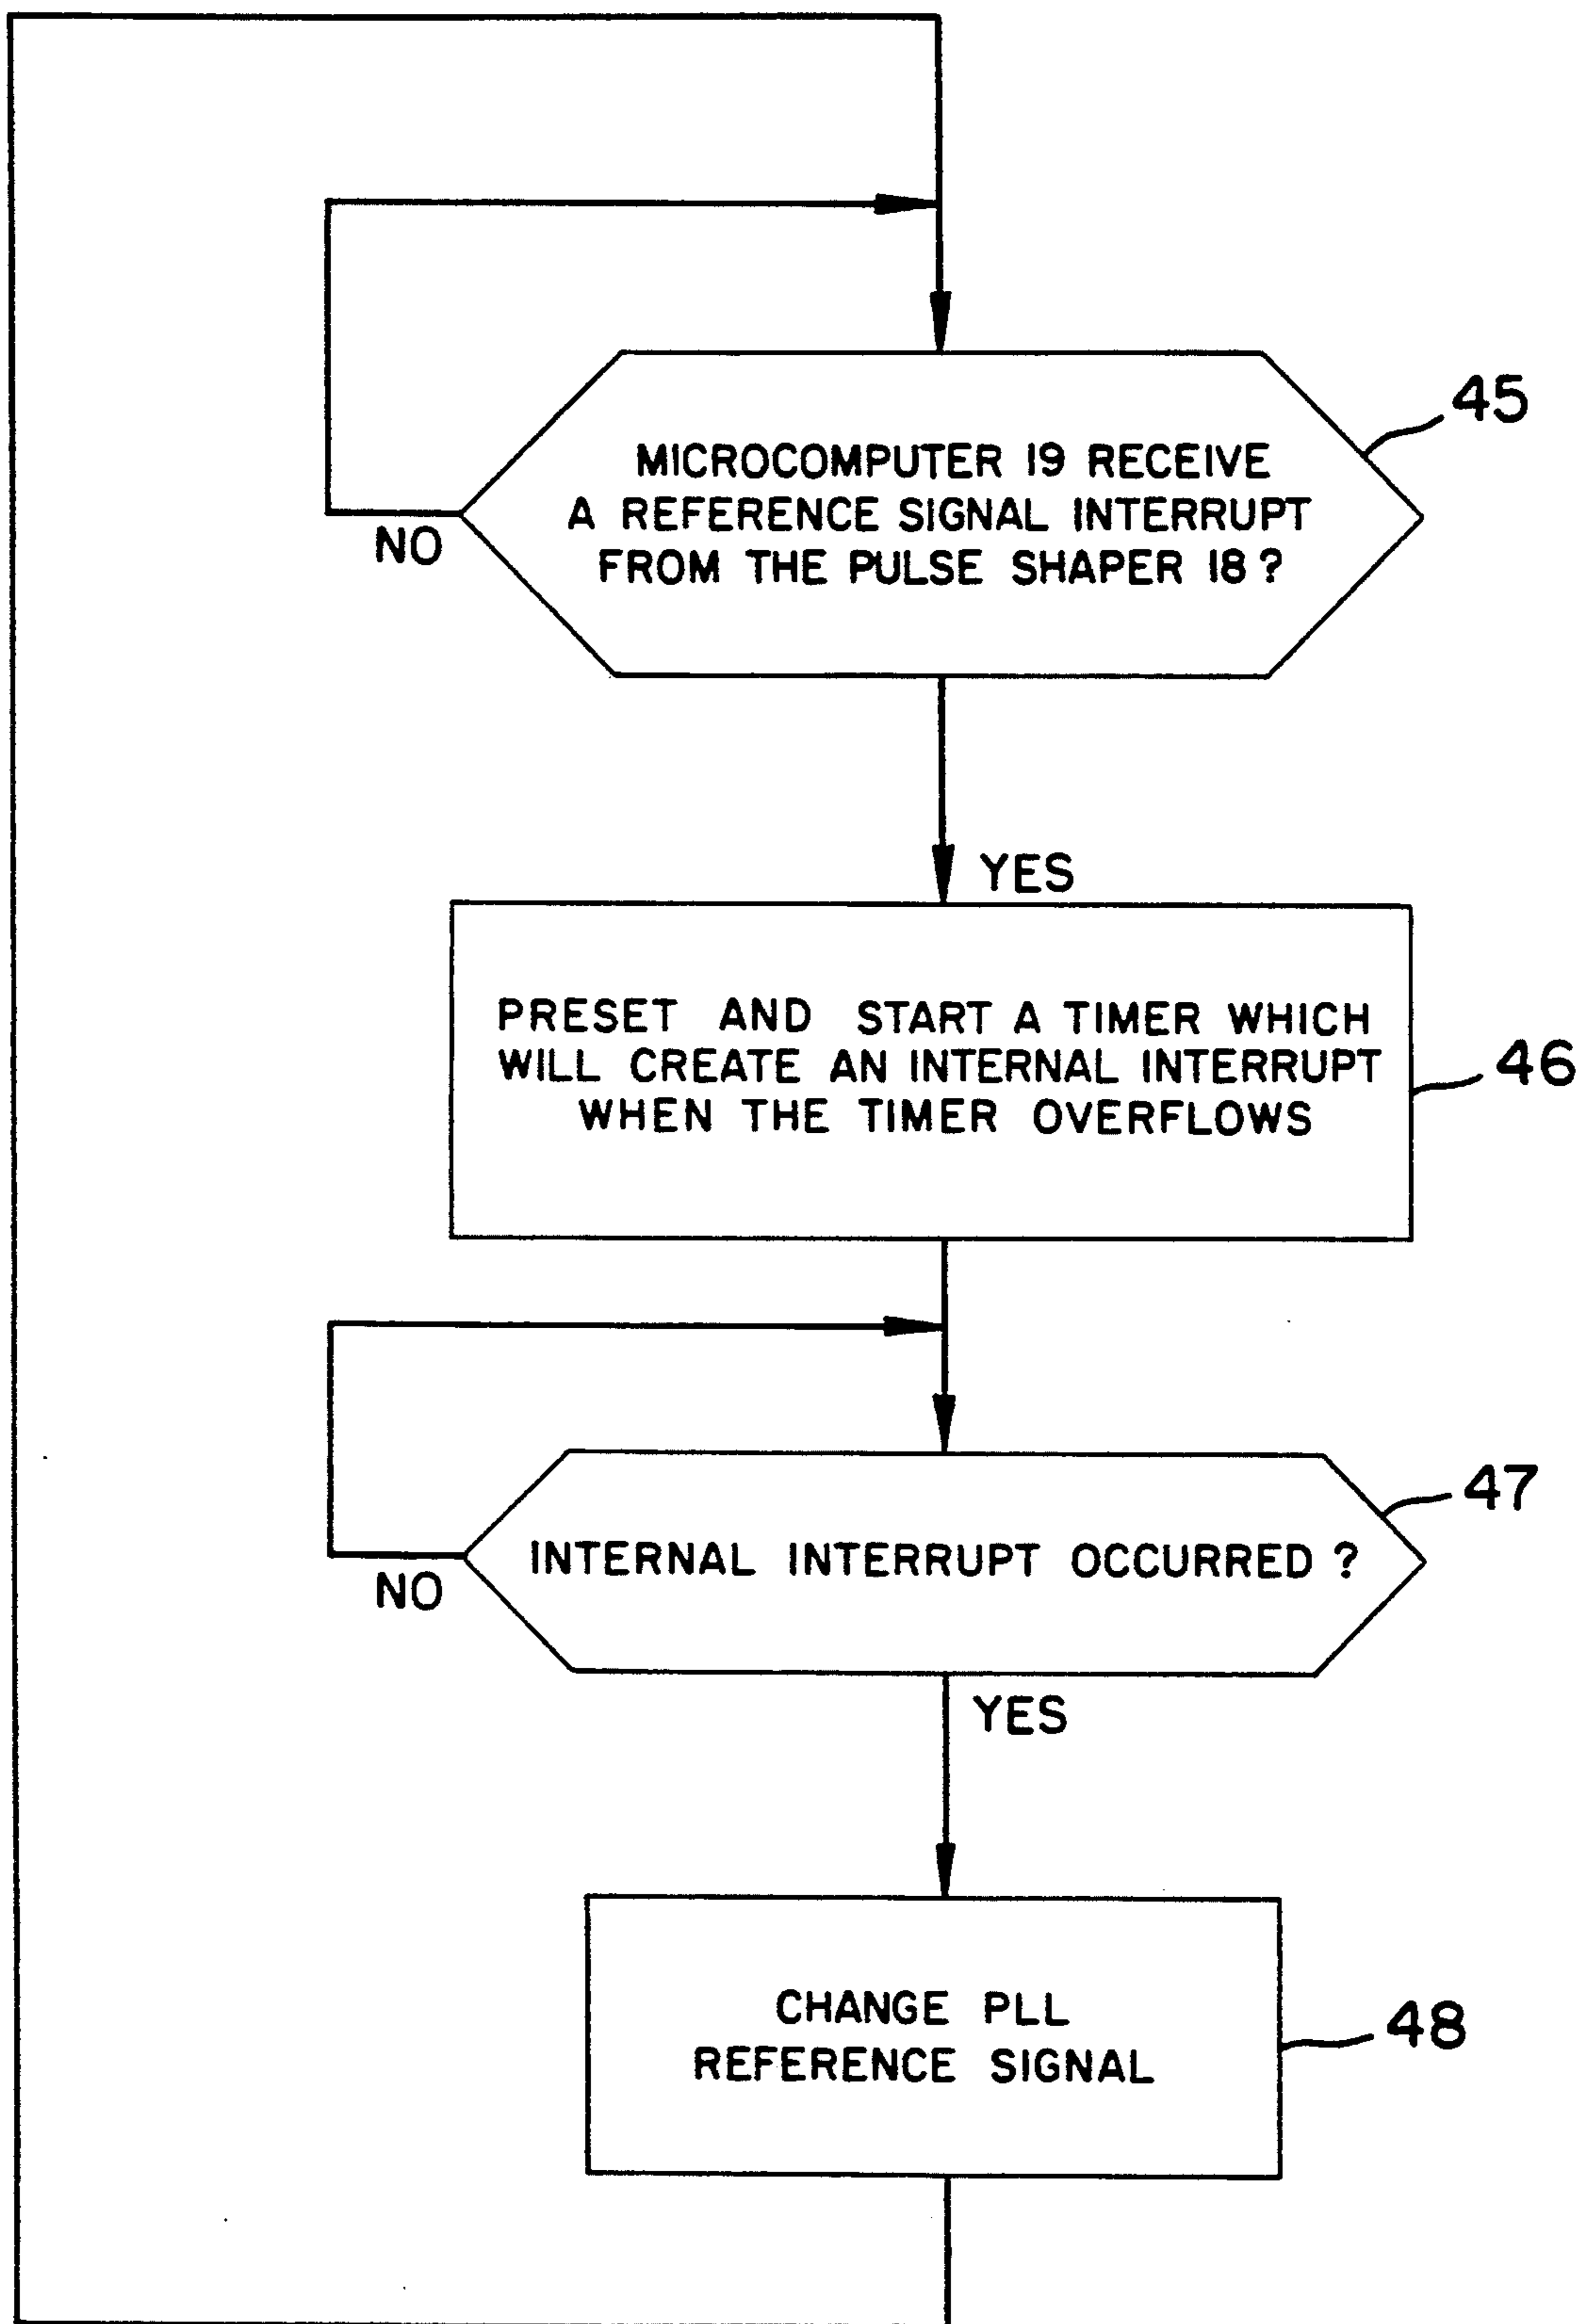 45
MICROCOMPUTER 19 RECEIVE
A REFERENCE SIGNAL INTERRUPT
FROM THE PULSE SHAPER 18 ?
NO
YES
PRESET AND START A TIMER WHICH
WILL CREATE AN INTERNAL INTERRUPT
WHEN THE TIMER OVERFLOWS
46
47
INTERNAL INTERRUPT OCCURRED ?
NO
YES
CHANGE PLL
REFERENCE SIGNAL
48